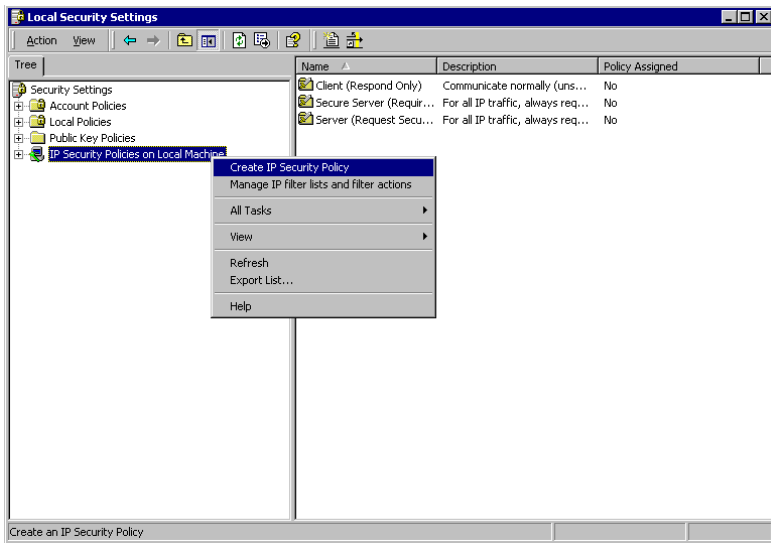 Local Security Settings
Action View
Tree
Name Description Policy Assigned
Security Settings
Account Policies
Local Policies
Public Key Policies
IP Security Policies on Local Machine
Client (Respond Only) Communicate normally (uns... No
Secure Server (Requir... For all IP traffic, always req... No
Server (Request Secu... For all IP traffic, always req... No
Create IP Security Policy
Manage IP filter lists and filter actions
All Tasks
View
Refresh
Export List...
Help
Create an IP Security Policy